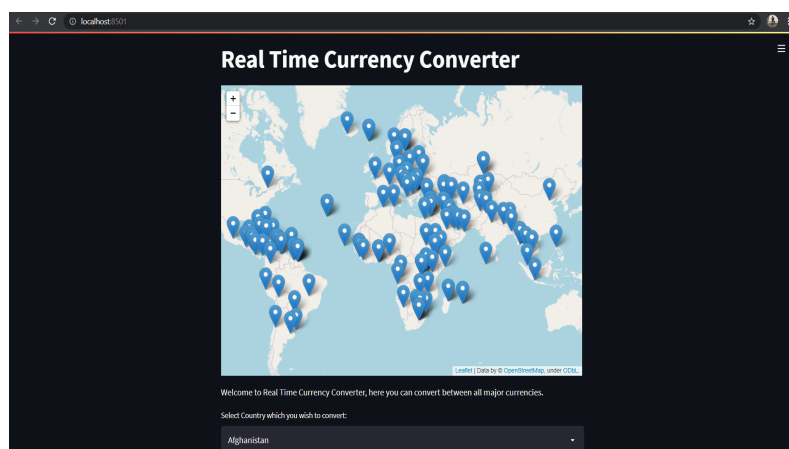 localhost:8501
Real Time Currency Converter
+
−
Leaflet | Data by © OpenStreetMap, under ODbL.
Welcome to Real Time Currency Converter, here you can convert between all major currencies.
Select Country which you wish to convert:
Afghanistan